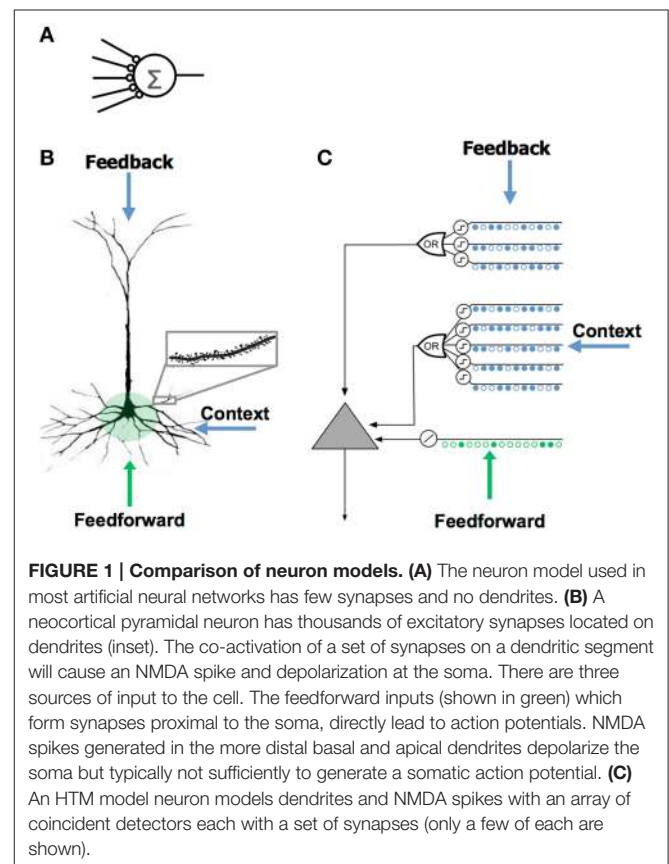 A
Σ
B
Feedback
Context
Feedforward
C
Feedback
OR
OR
Context
Feedforward
FIGURE 1 | Comparison of neuron models. (A) The neuron model used in
most artificial neural networks has few synapses and no dendrites. (B) A
neocortical pyramidal neuron has thousands of excitatory synapses located on
dendrites (inset). The co-activation of a set of synapses on a dendritic segment
will cause an NMDA spike and depolarization at the soma. There are three
sources of input to the cell. The feedforward inputs (shown in green) which
form synapses proximal to the soma, directly lead to action potentials. NMDA
spikes generated in the more distal basal and apical dendrites depolarize the
soma but typically not sufficiently to generate a somatic action potential. (C)
An HTM model neuron models dendrites and NMDA spikes with an array of
coincident detectors each with a set of synapses (only a few of each are
shown).